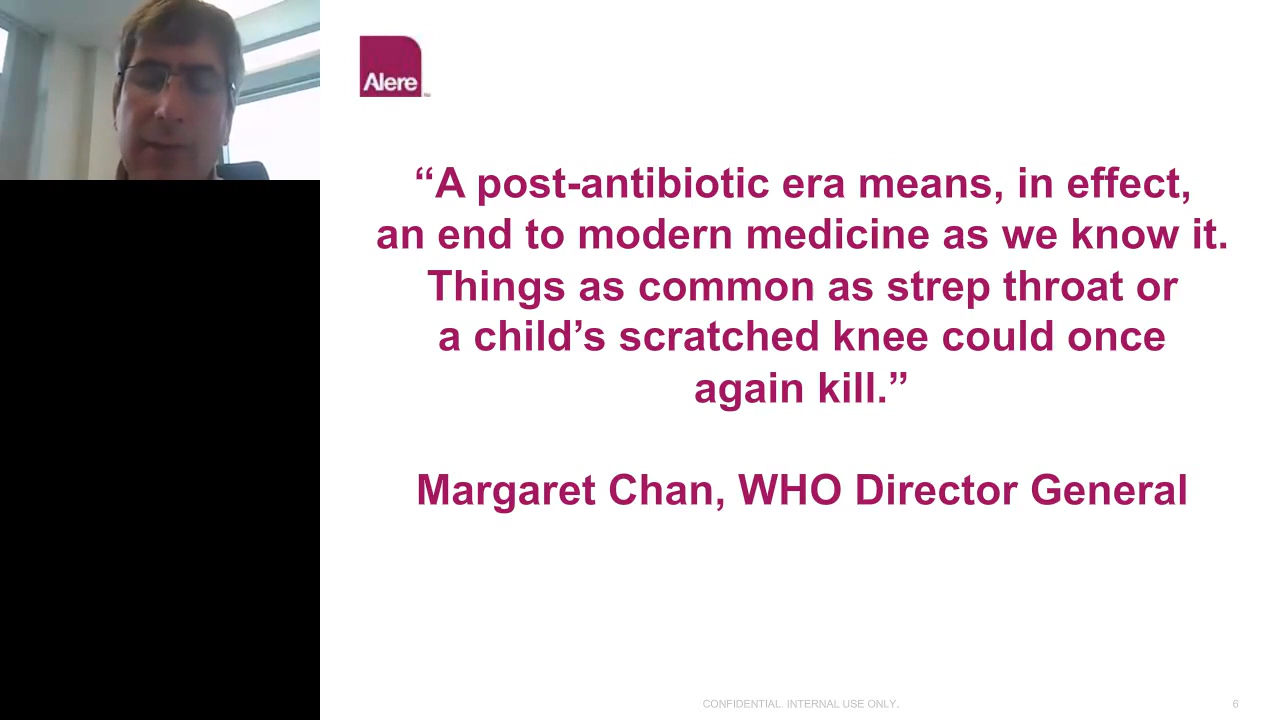 Alere
“A post-antibiotic era means, in effect,
an end to modern medicine as we know it.
Things as common as strep throat or
a child’s scratched knee could once
again kill.”
Margaret Chan, WHO Director General
CONFIDENTIAL. INTERNAL USE ONLY.
6